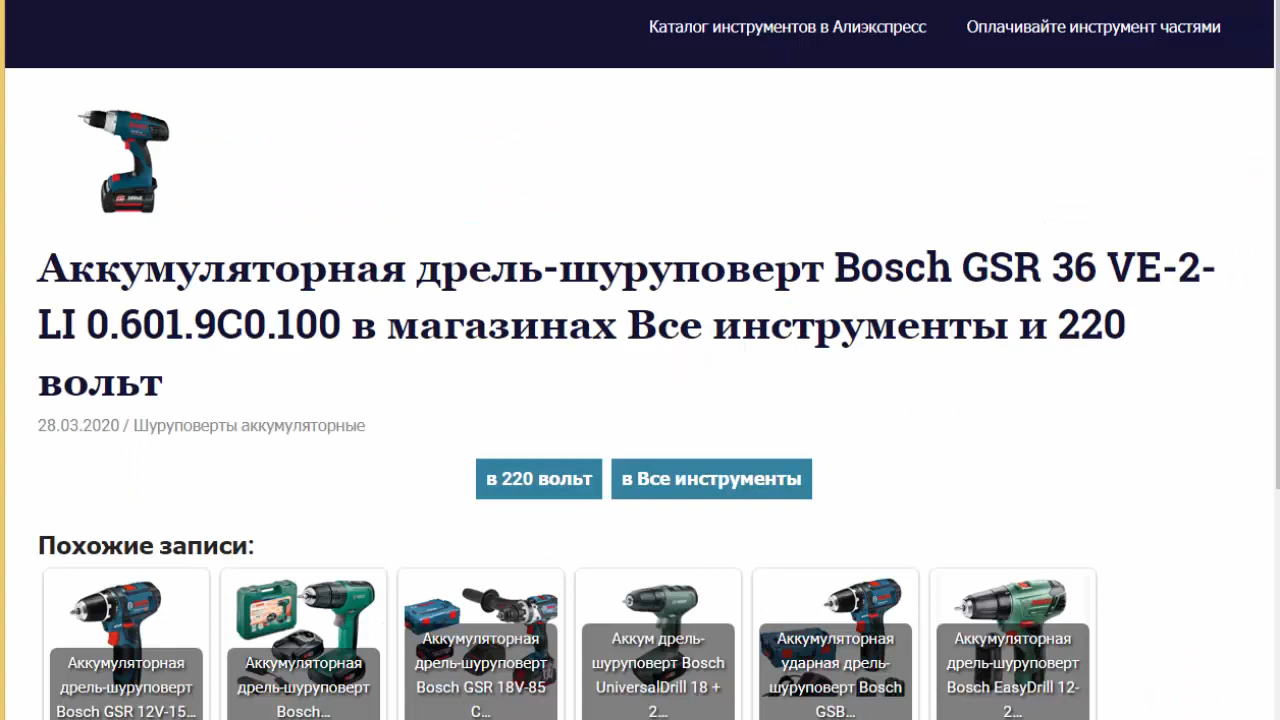 Каталог инструментов в Алиэкспресс Оплачивайте инструмент частями
Аккумуляторная дрель-шуруповерт Bosch GSR 36 VE-2-
LI 0.601.9C0.100 в магазинах Все инструменты и 220
вольт
28.03.2020 / Шуруповерты аккумуляторные
в 220 вольт в Все инструменты
Похожие записи:
Аккумуляторная
дрель-шуруповерт
Bosch GSR 12V-15...
Аккумуляторная
дрель-шуруповерт
Bosch...
Аккумуляторная
дрель-шуруповерт
Bosch GSR 18V-85
C...
Аккум дрель-
шуруповерт Bosch
UniversalDrill 18 +
2...
Аккумуляторная
ударная дрель-
шуруповерт Bosch
GSB...
Аккумуляторная
дрель-шуруповерт
Bosch EasyDrill 12-
2...